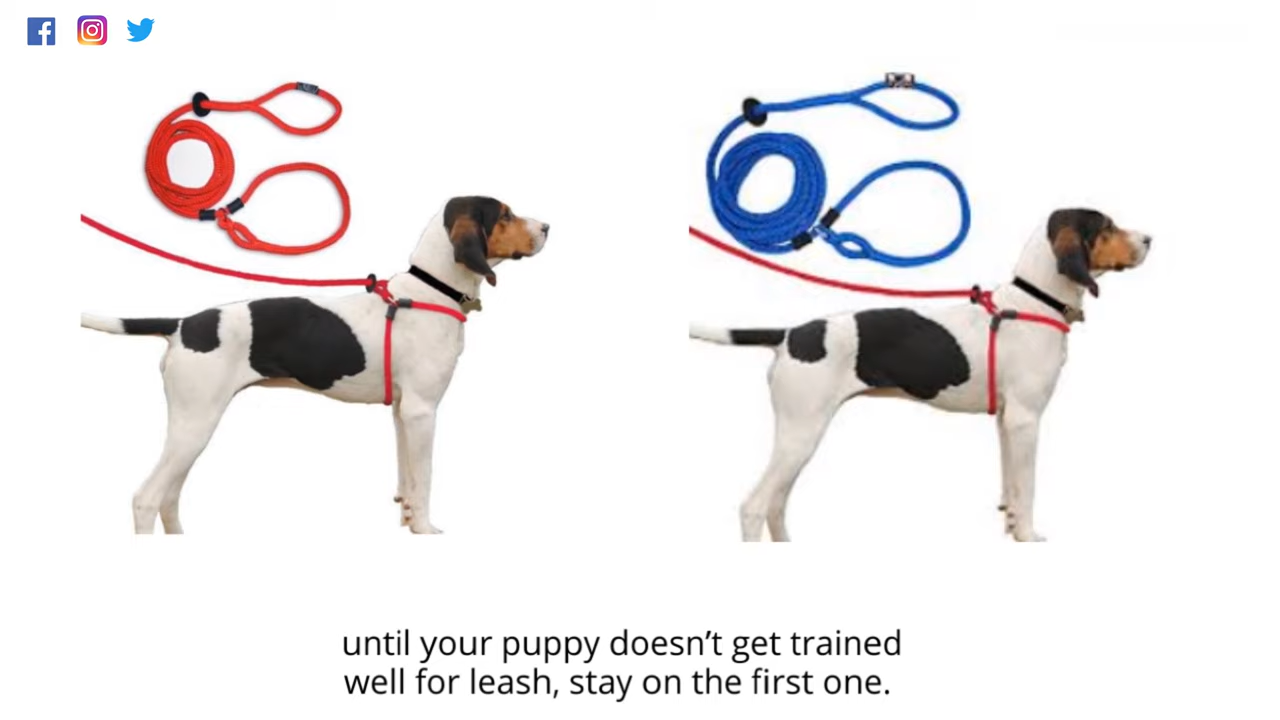 until your puppy doesn't get trained
well for leash, stay on the first one.